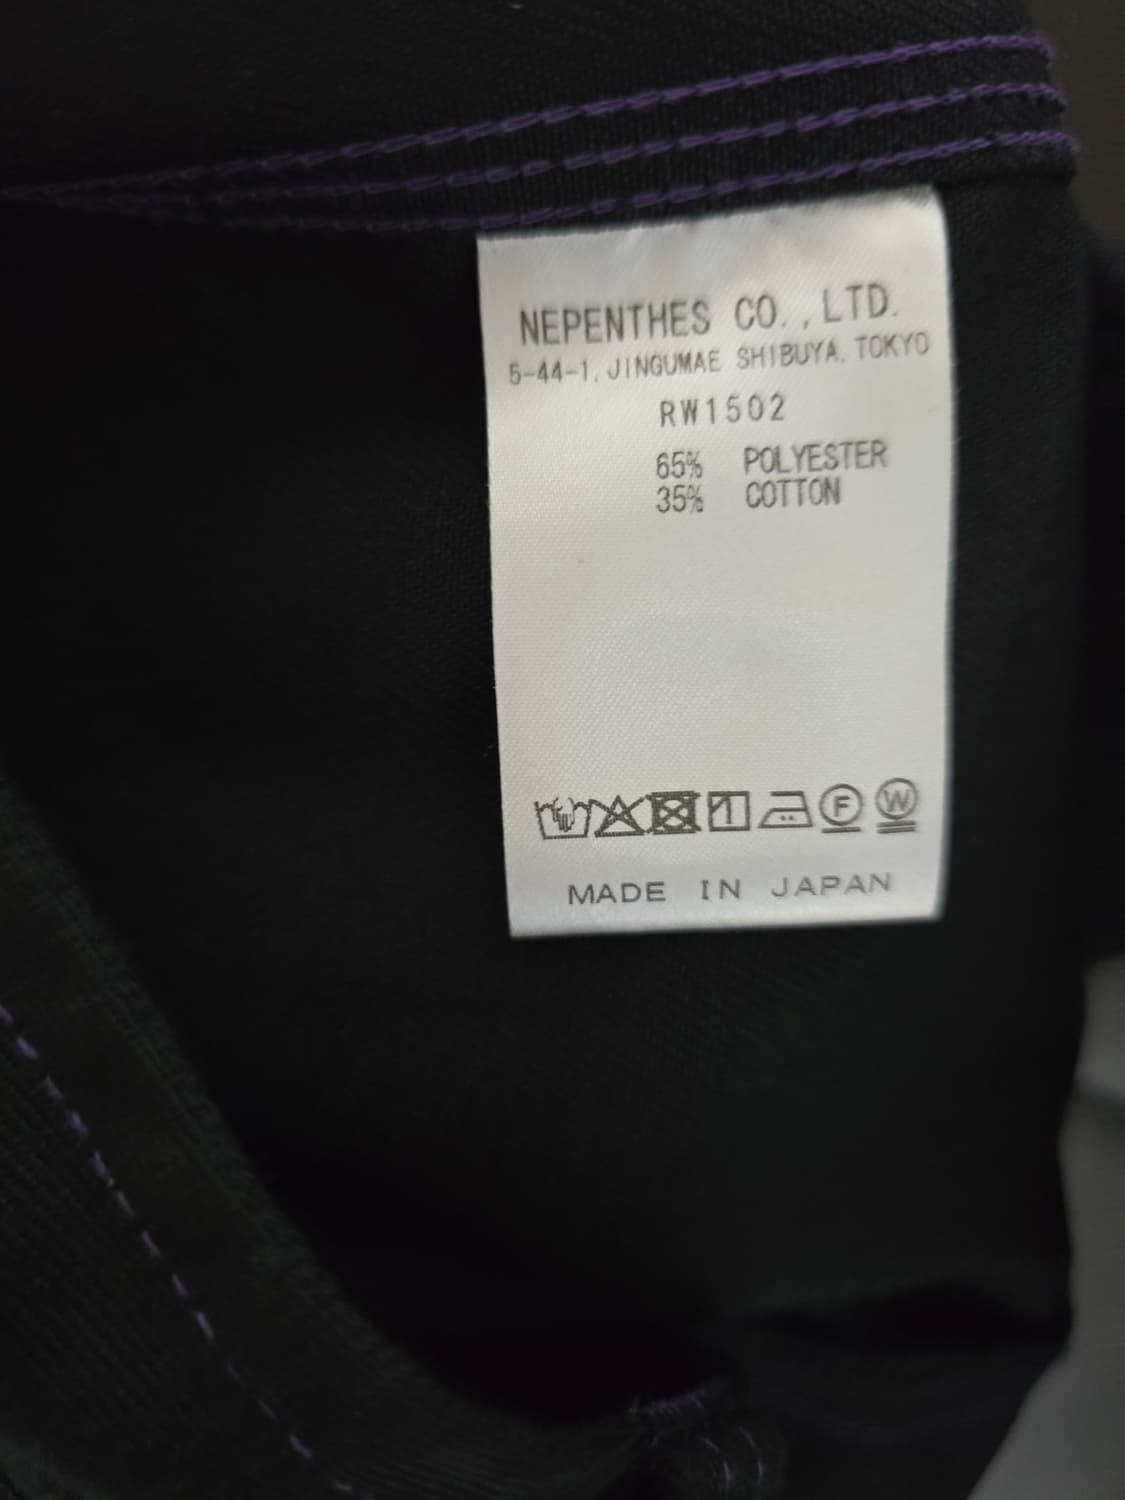 NEPENTHES CO.,LTD.
5-44-1, JINGUMAE SHIBUYA, TOKYO
RW1502
65% POLYESTER
35% COTTON
F W
MADE IN JAPAN